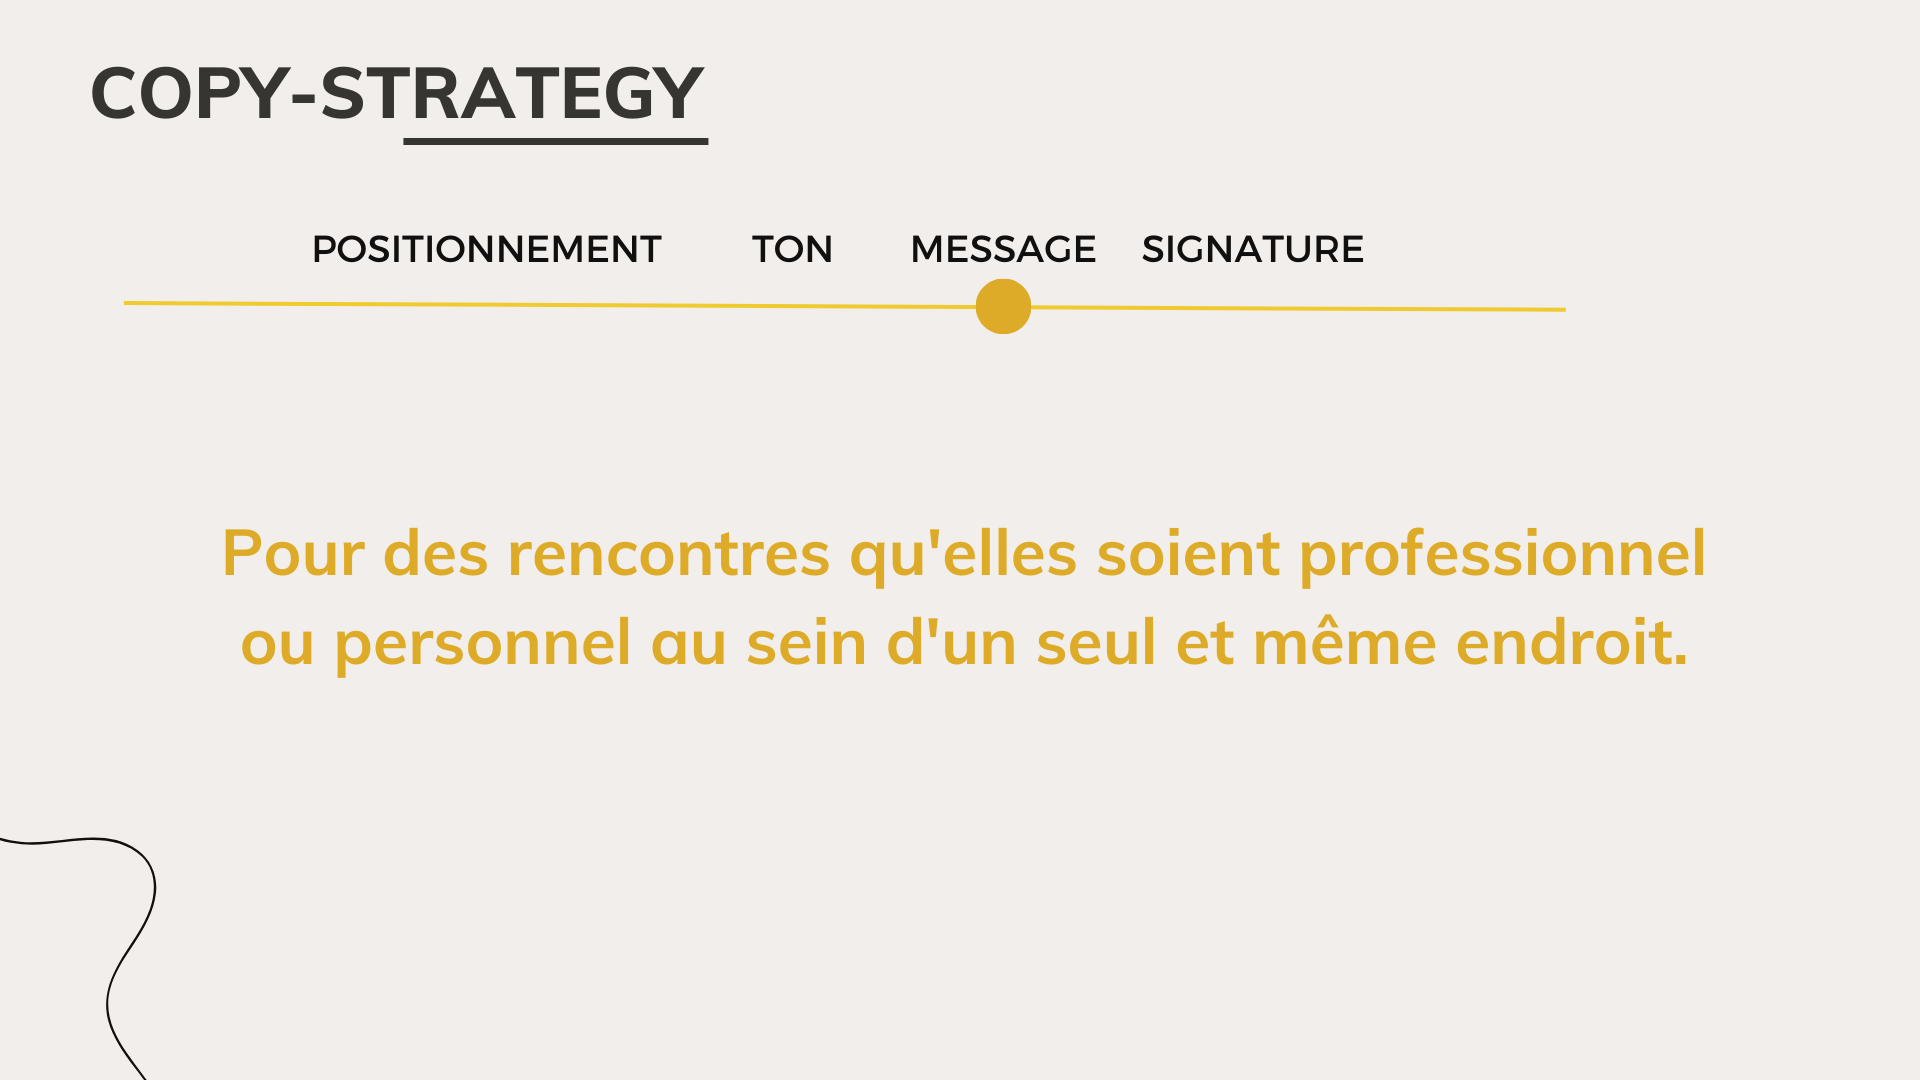 COPY-STRATEGY
POSITIONNEMENT TON MESSAGE SIGNATURE
Pour des rencontres qu'elles soient professionnel
ou personnel au sein d'un seul et même endroit.